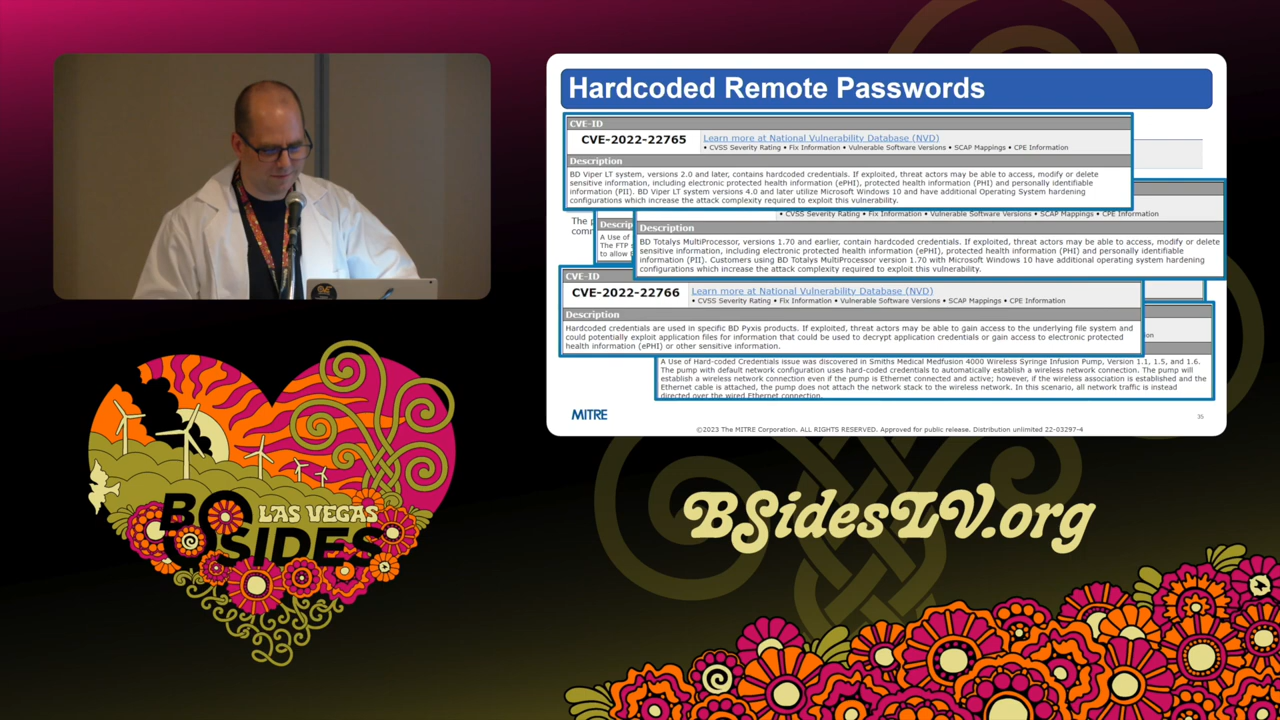 Hardcoded Remote Passwords
CVE-ID
CVE-2022-22765
Learn more at National Vulnerability Database (NVD)
• CVSS Severity Rating • Fix Information • Vulnerable Software Versions • SCAP Mappings • CPE Information
Description
BD Viper LT system, versions 2.0 and later, contains hardcoded credentials. If exploited, threat actors may be able to access, modify or delete
sensitive information, including electronic protected health information (ePHI), protected health information (PHI) and personally identifiable
information (PII). BD Viper LT system versions 4.0 and later utilize Microsoft Windows 10 and have additional Operating System hardening
configurations which increase the attack complexity required to exploit this vulnerability.
• CVSS Severity Rating • Fix Information • Vulnerable Software Versions • SCAP Mappings • CPE Information
The p
comm
Descrip
A Use of
The FTP s
to allow t
Description
BD Totalys MultiProcessor, versions 1.70 and earlier, contain hardcoded credentials. If exploited, threat actors may be able to access, modify or delete
sensitive information, including electronic protected health information (ePHI), protected health information (PHI) and personally identifiable
information (PII). Customers using BD Totalys MultiProcessor version 1.70 with Microsoft Windows 10 have additional operating system hardening
configurations which increase the attack complexity required to exploit this vulnerability.
CVE-ID
CVE-2022-22766
Learn more at National Vulnerability Database (NVD)
• CVSS Severity Rating • Fix Information • Vulnerable Software Versions • SCAP Mappings • CPE Information
Description
Hardcoded credentials are used in specific BD Pyxis products. If exploited, threat actors may be able to gain access to the underlying file system and
could potentially exploit application files for information that could be used to decrypt application credentials or gain access to electronic protected
health information (ePHI) or other sensitive information.
A Use of Hard-coded Credentials issue was discovered in Smiths Medical Medfusion 4000 Wireless Syringe Infusion Pump, Version 1.1, 1.5, and 1.6.
The pump with default network configuration uses hard-coded credentials to automatically establish a wireless network connection. The pump will
establish a wireless network connection even if the pump is Ethernet connected and active; however, if the wireless association is established and the
Ethernet cable is attached, the pump does not attach the network stack to the wireless network. In this scenario, all network traffic is instead
directed over the wired Ethernet connection.
MITRE
35
©2023 The MITRE Corporation. ALL RIGHTS RESERVED. Approved for public release. Distribution unlimited 22-03297-4
LAS VEGAS
BSIDES
BSidesLV.org